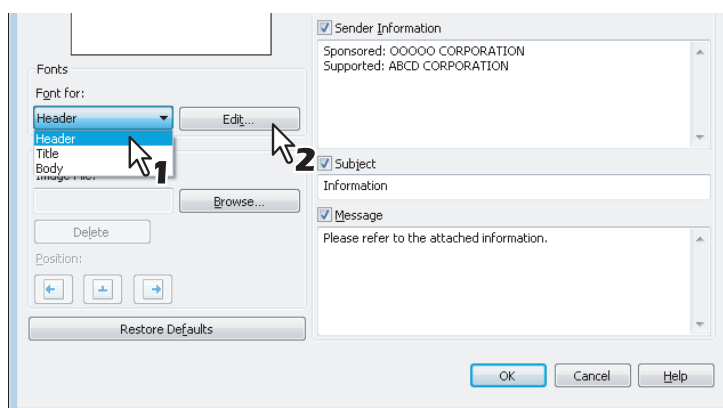 Fonts
Font for:
Header
Edit...
Header
Title
Body
1
2
Image File:
Browse...
Delete
Position:
Restore Defaults
Sender Information
Sponsored: OOOOO CORPORATION
Supported: ABCD CORPORATION
Subject
Information
Message
Please refer to the attached information.
OK
Cancel
Help